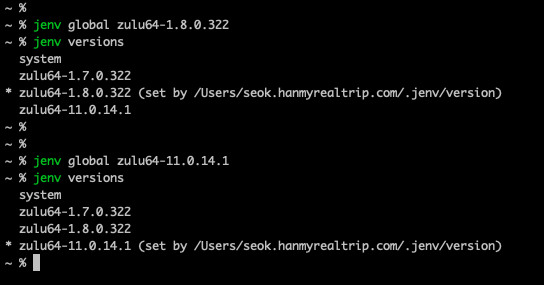 ~ %
~ % jenv global zulu64-1.8.0.322
~ % jenv versions
  system
  zulu64-1.7.0.322
* zulu64-1.8.0.322 (set by /Users/seok.hanmyrealtrip.com/.jenv/version)
  zulu64-11.0.14.1
~ %
~ %
~ % jenv global zulu64-11.0.14.1
~ % jenv versions
  system
  zulu64-1.7.0.322
  zulu64-1.8.0.322
* zulu64-11.0.14.1 (set by /Users/seok.hanmyrealtrip.com/.jenv/version)
~ %